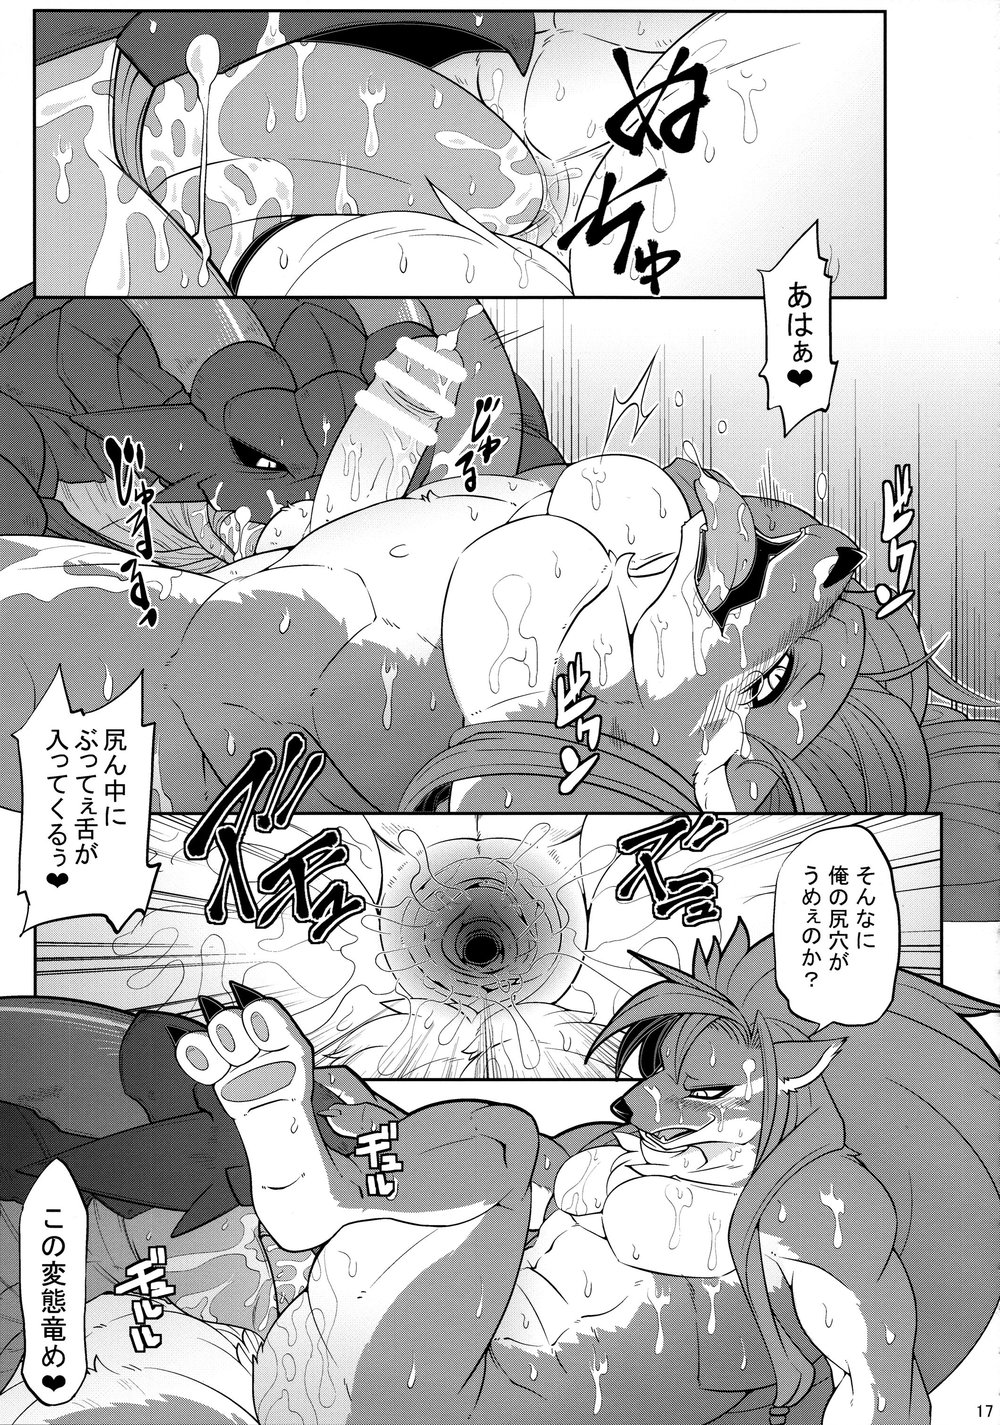 ぬ
ちゅ
あはぁ♥
じゅるる
じゅるるる
ビクン
ビクン
尻ん中に
ぶってぇ舌が
入ってくるぅ♥
そんなに
俺の尻穴が
うめぇのか?
ギュル
ギュルル
この変態竜め♥
17